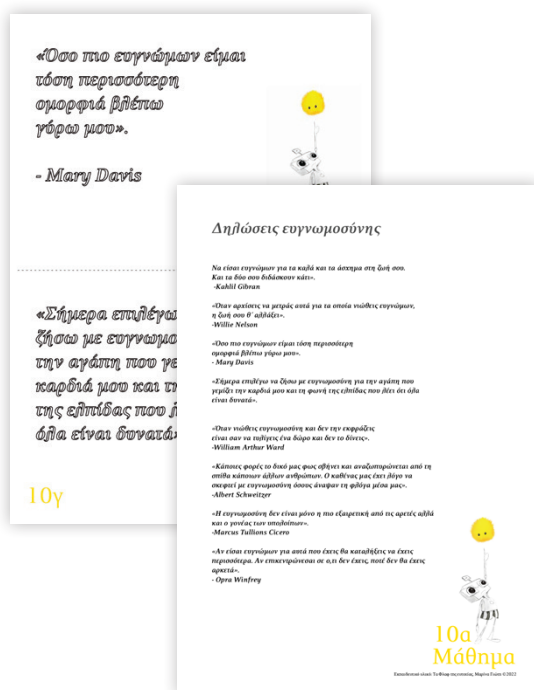 «Όσο πιο ευγνώμων είμαι
τόση περισσότερη
ομορφιά βλέπω
γύρω μου».
- Mary Davis
«Σήμερα επιλέγω
ζήσω με ευγνωμο
την αγάπη που γε
καρδιά μου και τη
της ελπίδας που λ
όλα είναι δυνατά»
10γ
Δηλώσεις ευγνωμοσύνης
Να είσαι ευγνώμων για τα καλά και τα άσχημα στη ζωή σου.
Και τα δύο σου διδάσκουν κάτι».
-Kahlil Gibran
«Όταν αρχίσεις να μετράς αυτά για τα οποία νιώθεις ευγνώμων,
η ζωή σου θ΄ αλλάξει».
-Willie Nelson
«Όσο πιο ευγνώμων είμαι τόση περισσότερη
ομορφιά βλέπω γύρω μου».
- Mary Davis
«Σήμερα επιλέγω να ζήσω με ευγνωμοσύνη για την αγάπη που
γεμίζει την καρδιά μου και τη φωνή της ελπίδας που λέει ότι όλα
είναι δυνατά».
«Όταν νιώθεις ευγνωμοσύνη και δεν την εκφράζεις
είναι σαν να τυλίγεις ένα δώρο και δεν το δίνεις».
-William Arthur Ward
«Κάποιες φορές το δικό μας φως σβήνει και αναζωπυρώνεται από τη
σπίθα κάποιων άλλων ανθρώπων. Ο καθένας μας έχει λόγο να
σκεφτεί με ευγνωμοσύνη όσους άναψαν τη φλόγα μέσα μας».
-Albert Schweitzer
«Η ευγνωμοσύνη δεν είναι μόνο η πιο εξαιρετική από τις αρετές αλλά
και ο γονέας των υπολοίπων».
-Marcus Tullions Cicero
«Αν είσαι ευγνώμων για αυτά που έχεις θα καταλήξεις να έχεις
περισσότερα. Αν επικεντρώνεσαι σε ο,τι δεν έχεις, ποτέ δεν θα έχεις
αρκετά».
- Opra Winfrey
10α
Μάθημα